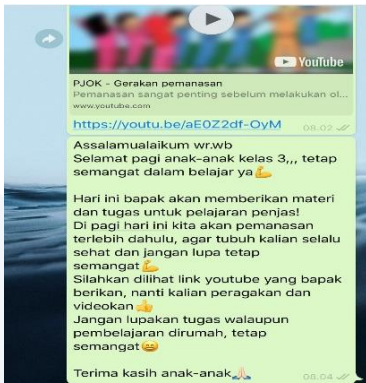 YouTube
PJOK - Gerakan pemanasan
Pemanasan sangat penting sebelum melakukan ol...
www.youtube.com
https://youtu.be/aE0Z2df-OyM
08.02
Assalamualaikum wr.wb
Selamat pagi anak-anak kelas 3,,, tetap
semangat dalam belajar ya💪
Hari ini bapak akan memberikan materi
dan tugas untuk pelajaran penjas!
Di pagi hari ini kita akan pemanasan
terlebih dahulu, agar tubuh kalian selalu
sehat dan jangan lupa tetap
semangat💪
Silahkan dilihat link youtube yang bapak
berikan, nanti kalian peragakan dan
videokan👍
Jangan lupakan tugas walaupun
pembelajaran dirumah, tetap
semangat😄
Terima kasih anak-anak🙏
08.04